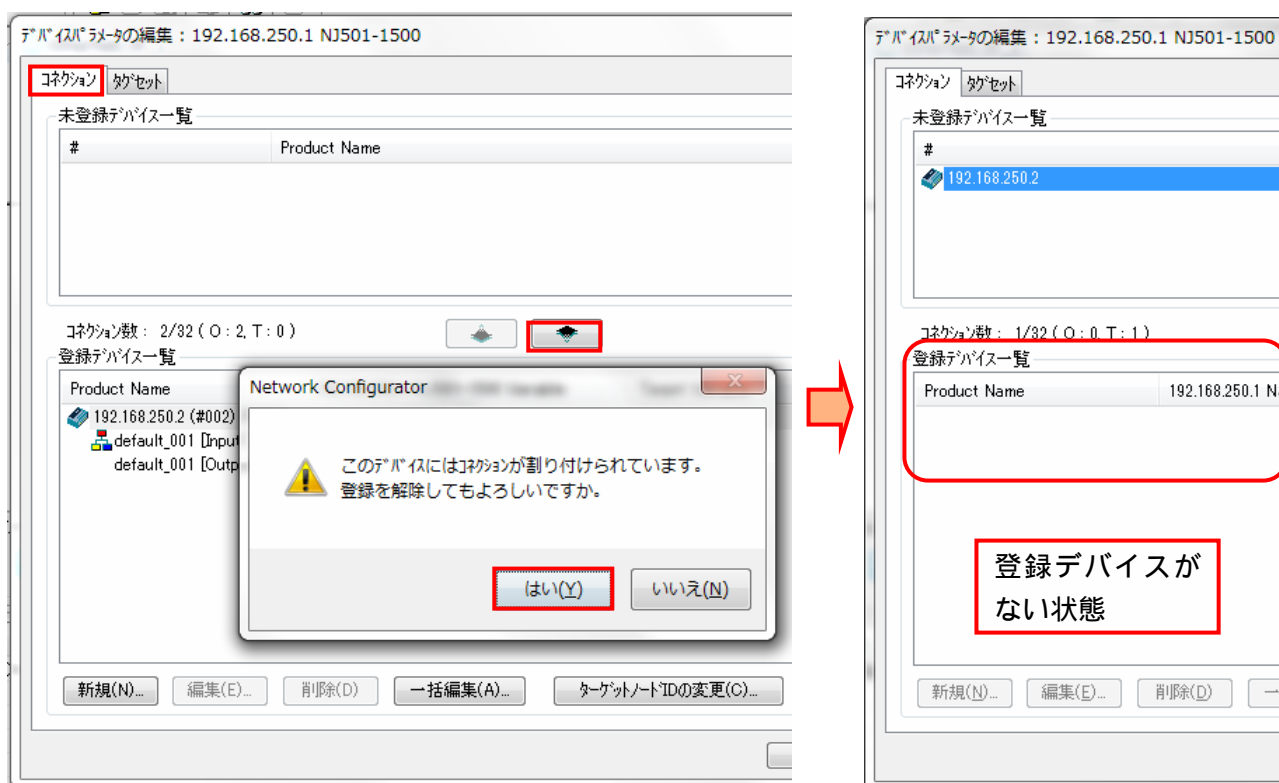 デバイスパラメータの編集 : 192.168.250.1 NJ501-1500
コネクション タグセット
未登録デバイス一覧
# Product Name
コネクション数 : 2/32 ( O : 2, T : 0 )
登録デバイス一覧
Product Name
192.168.250.2 (#002)
default_001 [Input
default_001 [Outp
Network Configurator
このデバイスにはコネクションが割り付けられています。
登録を解除してもよろしいですか。
はい(Y) いいえ(N)
新規(N)... 編集(E)... 削除(D) 一括編集(A)... ターゲットノードIDの変更(C)...
デバイスパラメータの編集 : 192.168.250.1 NJ501-1500
コネクション タグセット
未登録デバイス一覧
#
192.168.250.2
コネクション数 : 1/32 ( O : 0, T : 1 )
登録デバイス一覧
Product Name 192.168.250.1 N
登録デバイスが
ない状態
新規(N)... 編集(E)... 削除(D)